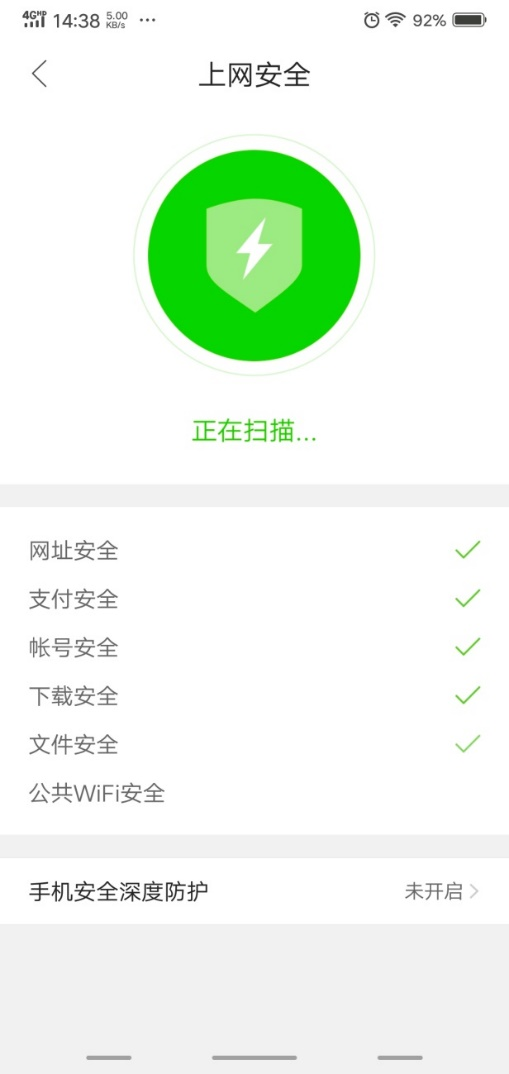 4GHD 14:38 5.00 KB/s ... 92%
上网安全
正在扫描...
网址安全
支付安全
帐号安全
下载安全
文件安全
公共WiFi安全
手机安全深度防护 未开启